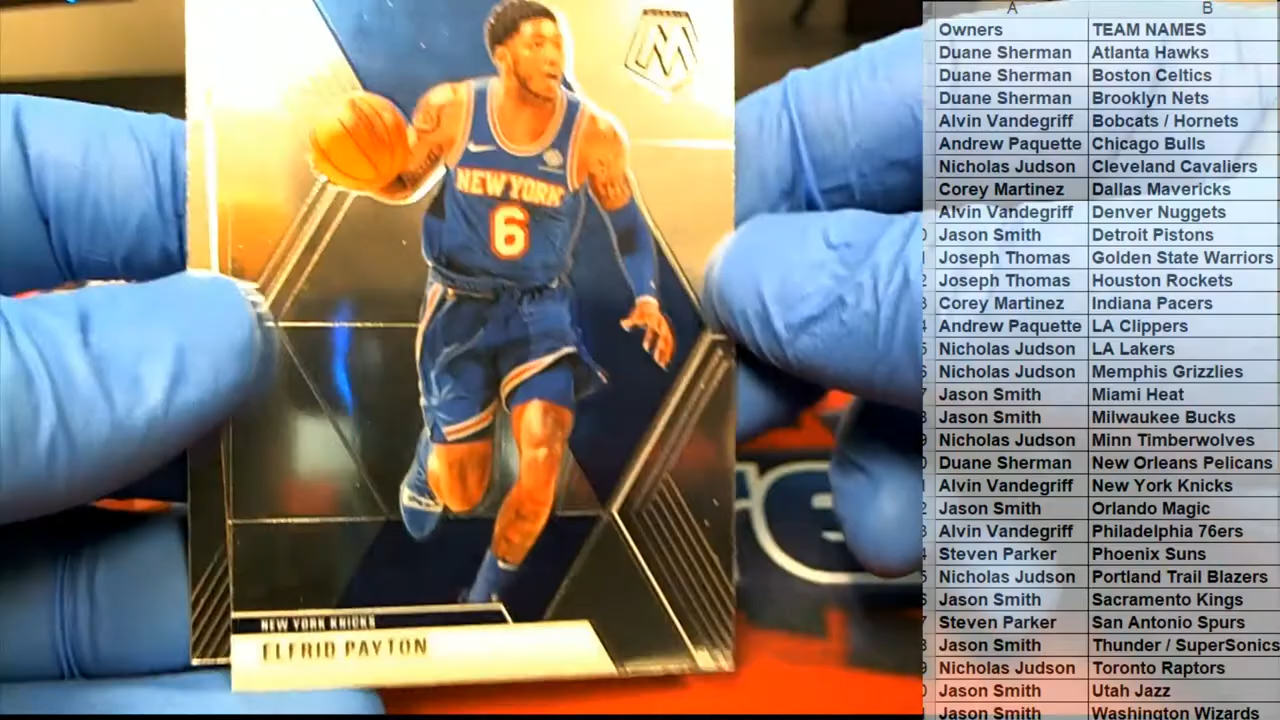 NEW YORK
6
NEW YORK KNICKS
ELFRID PAYTON
A B
Owners TEAM NAMES
Duane Sherman Atlanta Hawks
Duane Sherman Boston Celtics
Duane Sherman Brooklyn Nets
Alvin Vandegriff Bobcats / Hornets
Andrew Paquette Chicago Bulls
Nicholas Judson Cleveland Cavaliers
Corey Martinez Dallas Mavericks
Alvin Vandegriff Denver Nuggets
Jason Smith Detroit Pistons
Joseph Thomas Golden State Warriors
Joseph Thomas Houston Rockets
Corey Martinez Indiana Pacers
Andrew Paquette LA Clippers
Nicholas Judson LA Lakers
Nicholas Judson Memphis Grizzlies
Jason Smith Miami Heat
Jason Smith Milwaukee Bucks
Nicholas Judson Minn Timberwolves
Duane Sherman New Orleans Pelicans
Alvin Vandegriff New York Knicks
Jason Smith Orlando Magic
Alvin Vandegriff Philadelphia 76ers
Steven Parker Phoenix Suns
Nicholas Judson Portland Trail Blazers
Jason Smith Sacramento Kings
Steven Parker San Antonio Spurs
Jason Smith Thunder / SuperSonics
Nicholas Judson Toronto Raptors
Jason Smith Utah Jazz
Jason Smith Washington Wizards